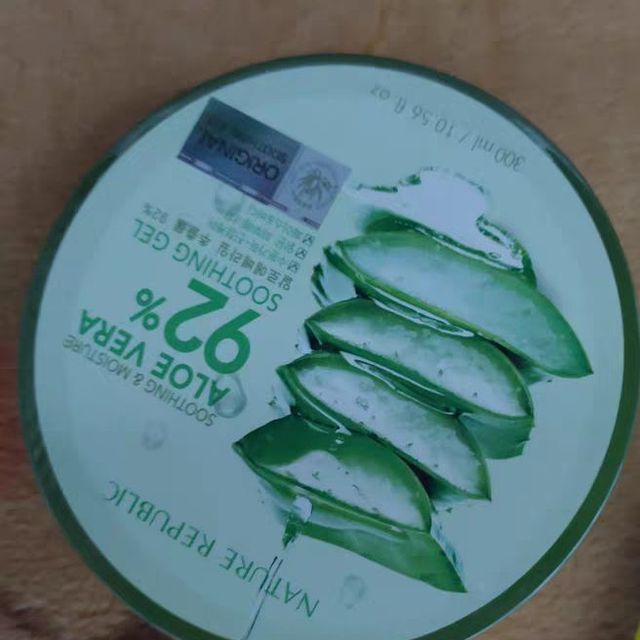 NATURE REPUBLIC
SOOTHING & MOISTURE
ALOE VERA
92%
SOOTHING GEL
ORIGINAL
300 ml / 10.56 fl oz